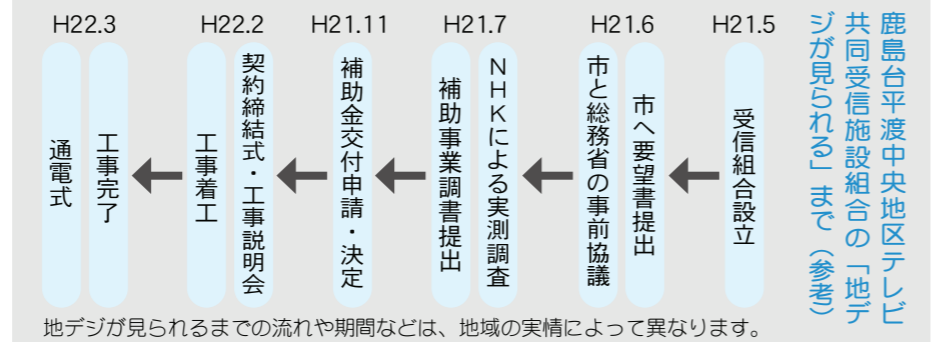 鹿島台平渡中央地区テレビ
共同受信施設組合の「地デ
ジが見られる」まで（参考）
H21.5
受信組合設立
H21.6
市へ要望書提出
市と総務省の事前協議
H21.7
NHKによる実測調査
補助事業調書提出
H21.11
補助金交付申請・決定
H22.2
契約締結式・工事説明会
工事着工
H22.3
工事完了
通電式
地デジが見られるまでの流れや期間などは、地域の実情によって異なります。